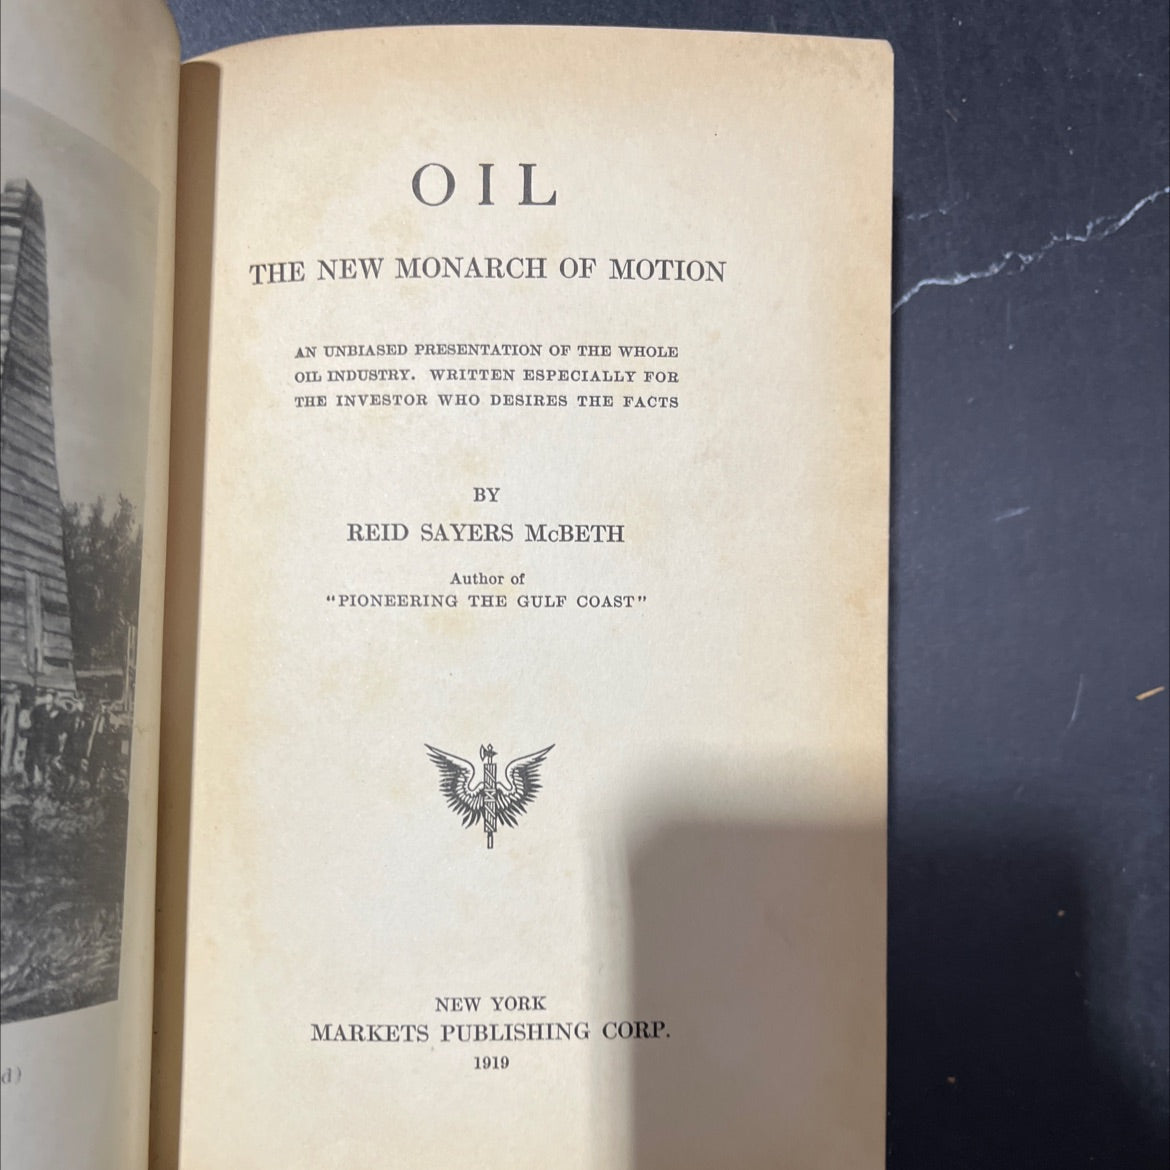 OIL
THE NEW MONARCH OF MOTION
AN UNBIASED PRESENTATION OF THE WHOLE
OIL INDUSTRY. WRITTEN ESPECIALLY FOR
THE INVESTOR WHO DESIRES THE FACTS
BY
REID SAYERS McBETH
Author of
"PIONEERING THE GULF COAST"
NEW YORK
MARKETS PUBLISHING CORP.
1919